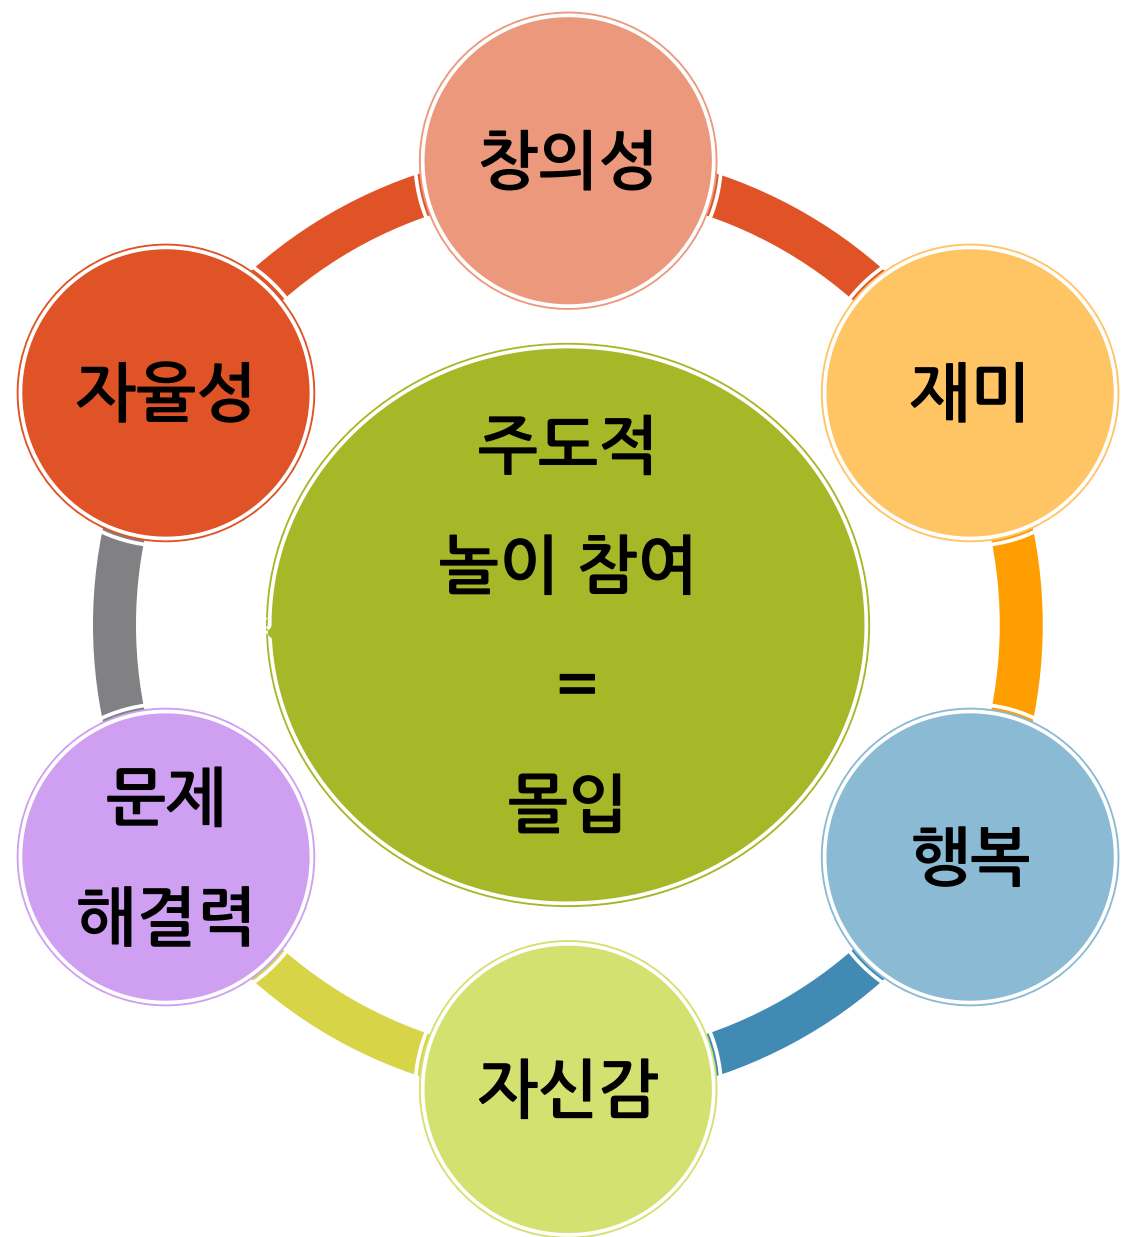 창의성
자율성
재미
주도적
놀이 참여
=
몰입
문제
해결력
행복
자신감